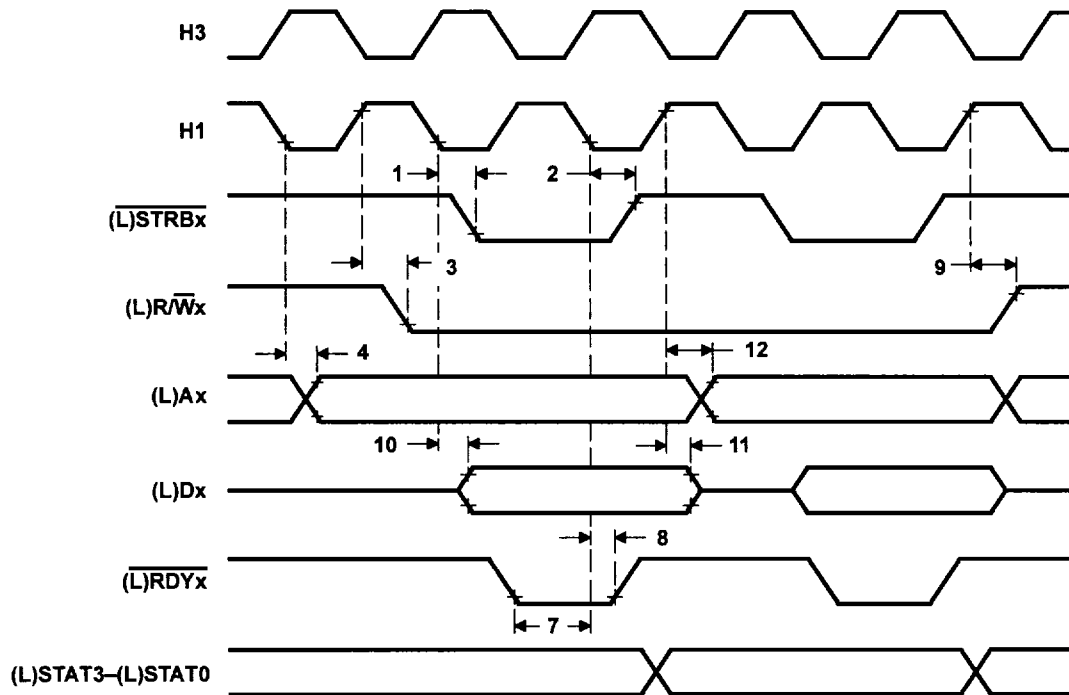 H3
H1
1
2
(L)STRBx
3
9
(L)R/Wx
4
12
(L)Ax
10
11
(L)Dx
8
(L)RDYx
7
(L)STAT3–(L)STAT0